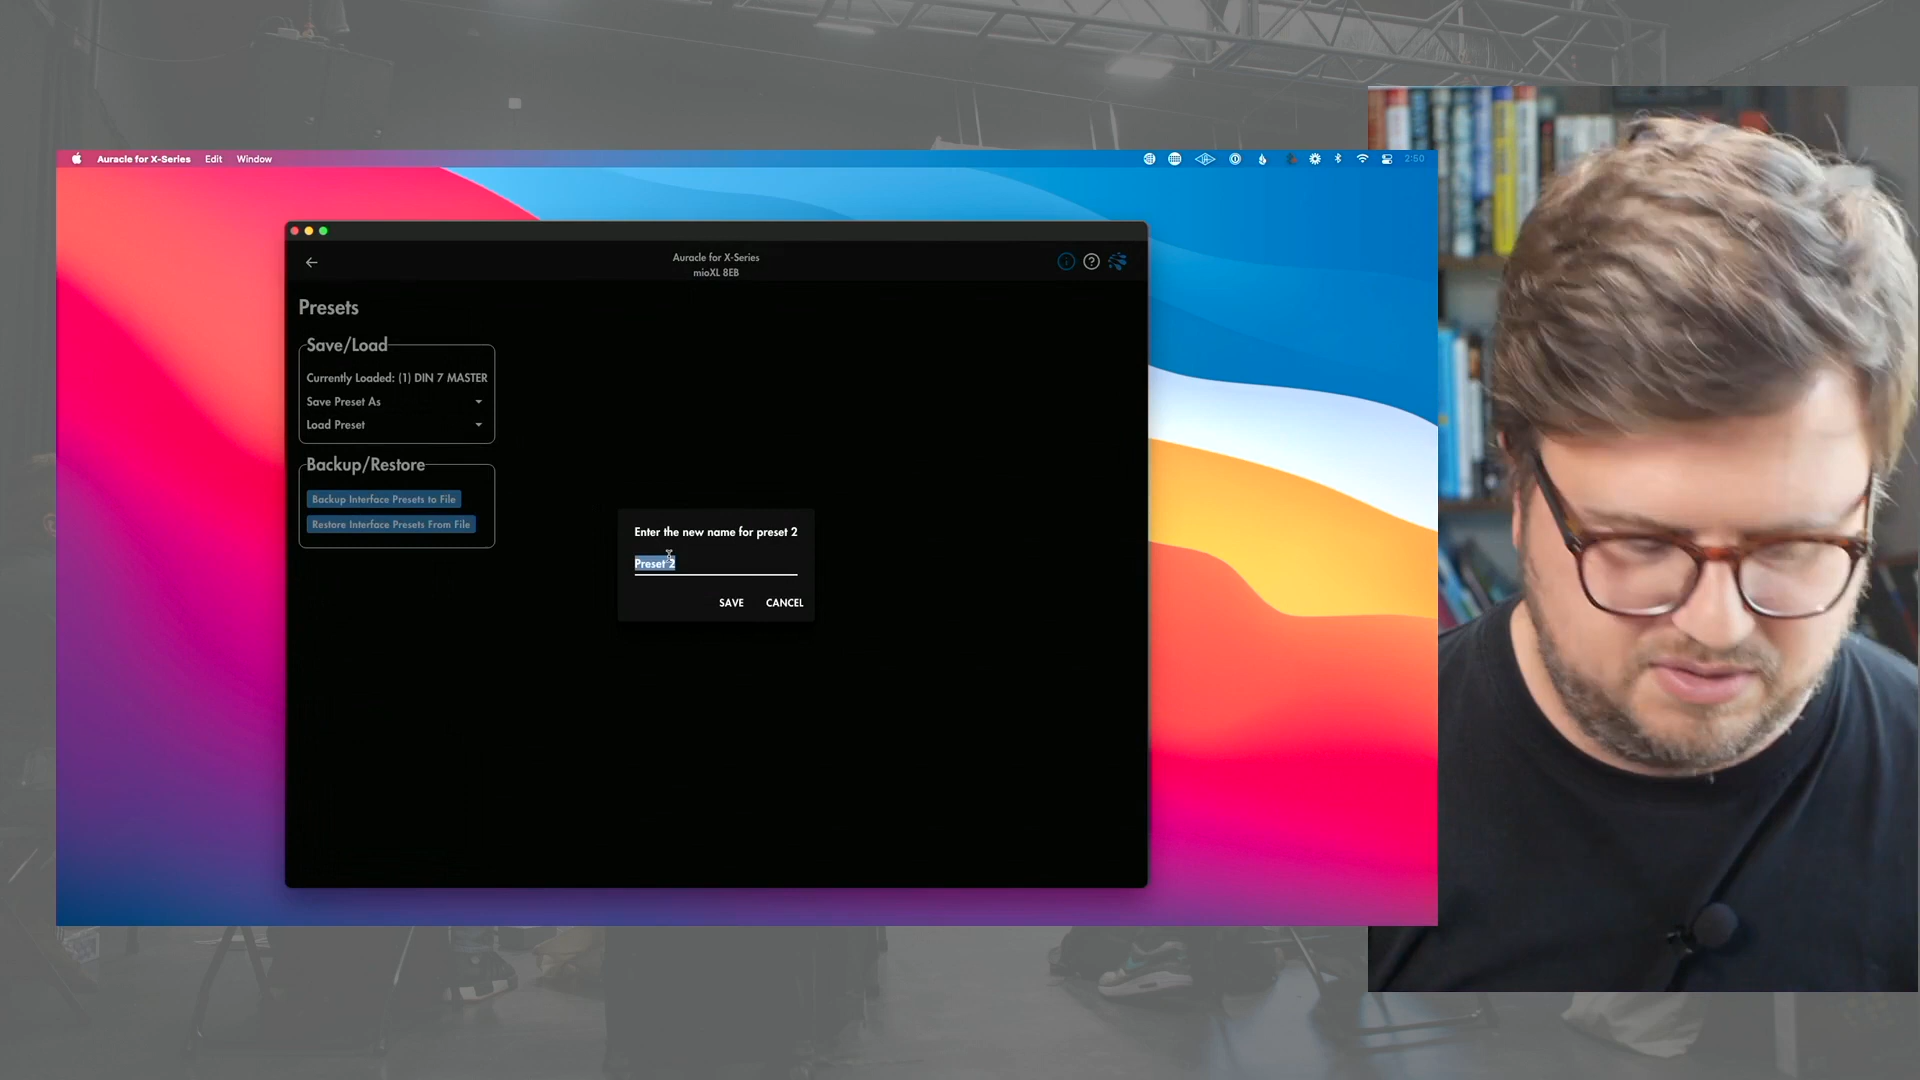 Auracle for X-Series Edit Window 2:50
Auracle for X-Series
mioXL 8EB
Presets
Save/Load
Currently Loaded: (1) DIN 7 MASTER
Save Preset As
Load Preset
Backup/Restore
Backup Interface Presets to File
Restore Interface Presets From File
Enter the new name for preset 2
Preset 2
SAVE CANCEL